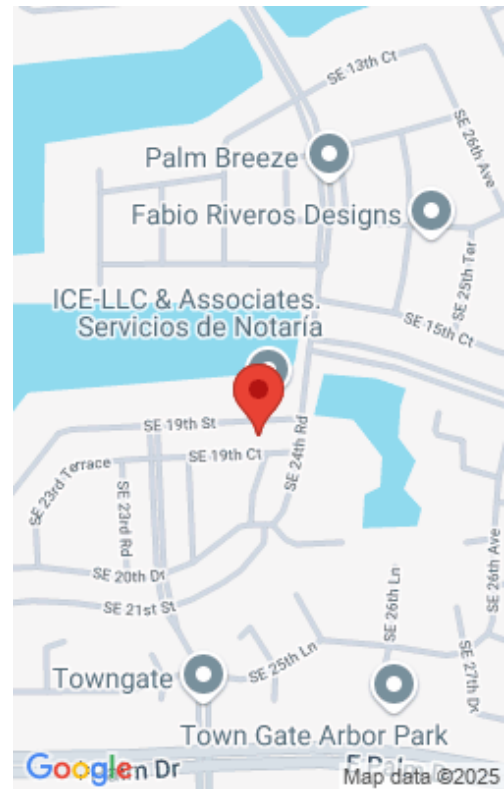 SE 13th Ct
SE 26th Ave
Palm Breeze
Fabio Riveros Designs
SE 25th Ter
ICE-LLC & Associates.
Servicios de Notaría
SE 15th Ct
SE 19th St
SE 24th Rd
SE 19th Ct
SE 23rd Terrace
SE 23rd Rd
SE 20th Dr
SE 21st St
SE 26th Ave
SE 26th Ln
SE 25th Ln
SE 27th Dr
Towngate
Town Gate Arbor Park
Google
Dr
E Palm
Map data ©2025